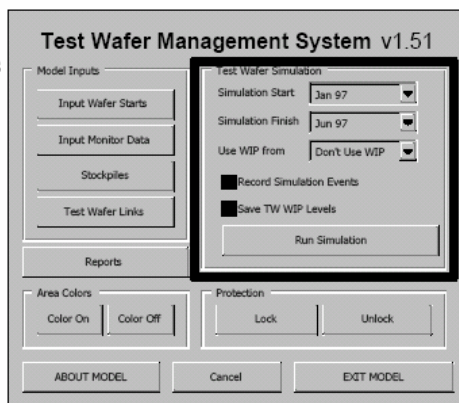 Test Wafer Management System v1.51
Model Inputs
Input Wafer Starts
Input Monitor Data
Stockpiles
Test Wafer Links
Reports
Test Wafer Simulation
Simulation Start Jan 97
Simulation Finish Jun 97
Use WIP from Don't Use WIP
Record Simulation Events
Save TW WIP Levels
Run Simulation
Area Colors
Color On Color Off
Protection
Lock Unlock
ABOUT MODEL Cancel EXIT MODEL